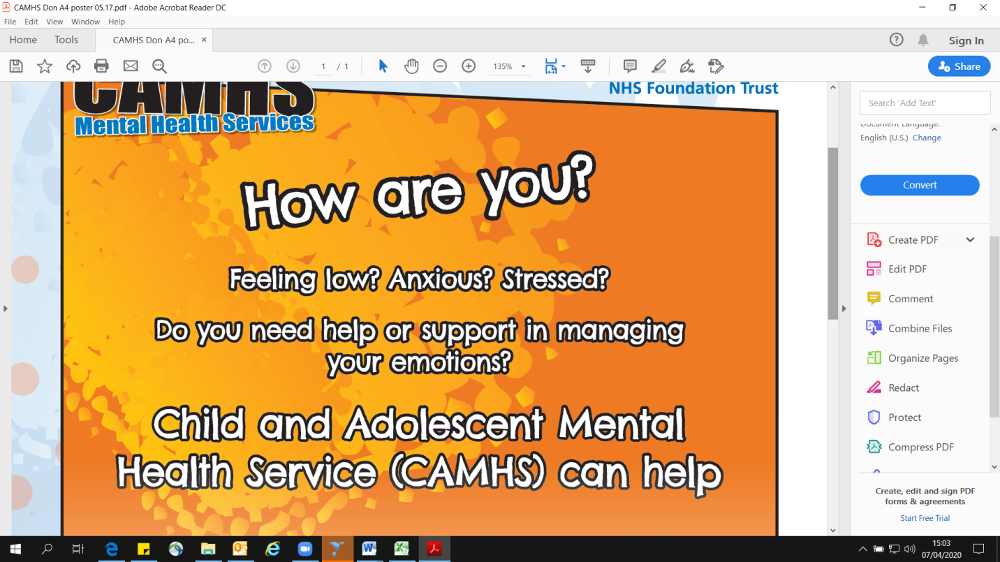 CAMHS Don A4 poster 05.17.pdf - Adobe Acrobat Reader DC
File Edit View Window Help
Home Tools CAMHS Don A4 po... ×
Sign In
1 / 1
135%
Share
CAMHS
Mental Health Services
NHS Foundation Trust
How are you?
Feeling low? Anxious? Stressed?
Do you need help or support in managing
your emotions?
Child and Adolescent Mental
Health Service (CAMHS) can help
Search 'Add Text'
Document Language:
English (U.S.) Change
Convert
Create PDF
Edit PDF
Comment
Combine Files
Organize Pages
Redact
Protect
Compress PDF
Create, edit and sign PDF
forms & agreements
Start Free Trial
15:03
07/04/2020